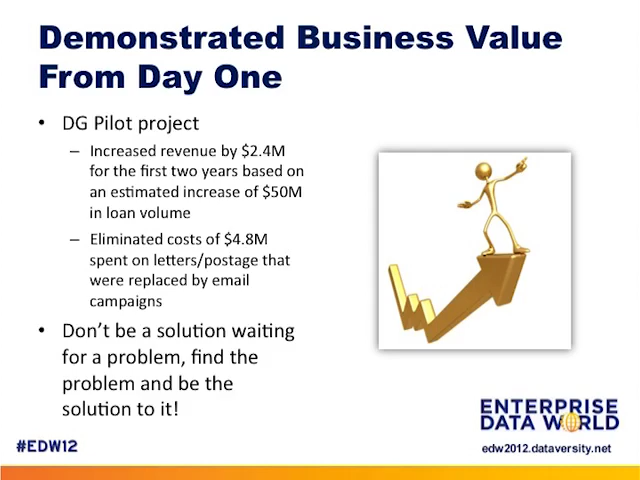 Demonstrated Business Value
From Day One
• DG Pilot project
– Increased revenue by $2.4M
for the first two years based on
an estimated increase of $50M
in loan volume
– Eliminated costs of $4.8M
spent on letters/postage that
were replaced by email
campaigns
• Don’t be a solution waiting
for a problem, find the
problem and be the
solution to it!
ENTERPRISE
DATA WORLD
#EDW12
edw2012.dataversity.net